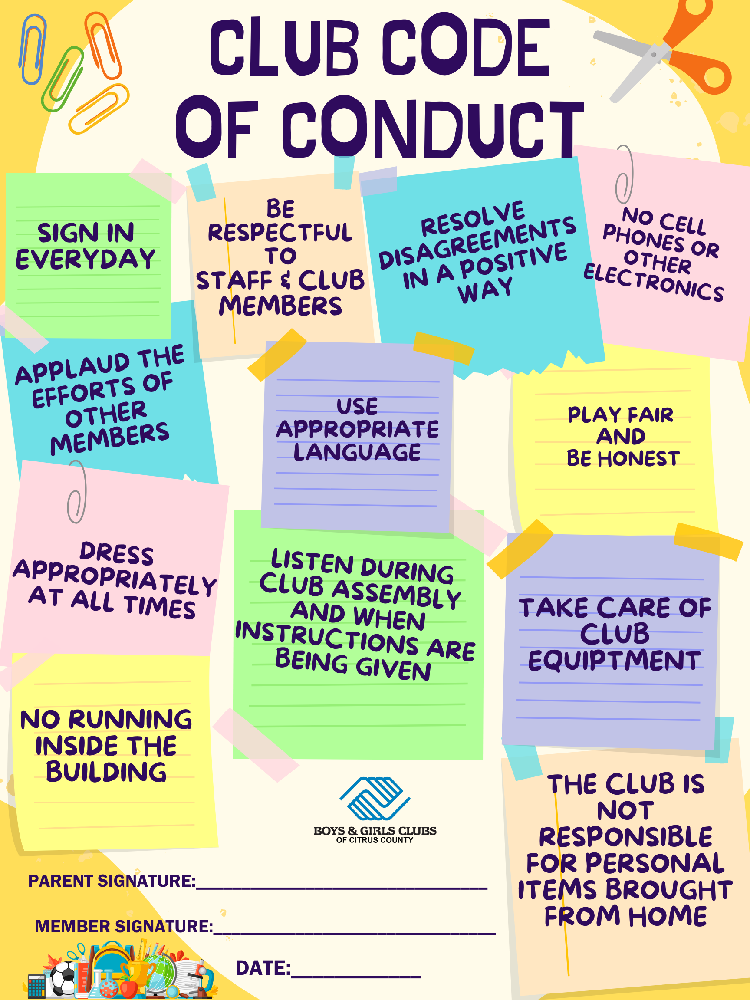 CLUB CODE
OF CONDUCT
SIGN IN
EVERYDAY
BE
RESPECTFUL
TO
STAFF & CLUB
MEMBERS
RESOLVE
DISAGREEMENTS
IN A POSITIVE
WAY
NO CELL
PHONES OR
OTHER
ELECTRONICS
APPLAUD THE
EFFORTS OF
OTHER
MEMBERS
USE
APPROPRIATE
LANGUAGE
PLAY FAIR
AND
BE HONEST
DRESS
APPROPRIATELY
AT ALL TIMES
LISTEN DURING
CLUB ASSEMBLY
AND WHEN
INSTRUCTIONS ARE
BEING GIVEN
TAKE CARE OF
CLUB
EQUIPTMENT
NO RUNNING
INSIDE THE
BUILDING
THE CLUB IS
NOT
RESPONSIBLE
FOR PERSONAL
ITEMS BROUGHT
FROM HOME
BOYS & GIRLS CLUBS
OF CITRUS COUNTY
PARENT SIGNATURE:
MEMBER SIGNATURE:
DATE: